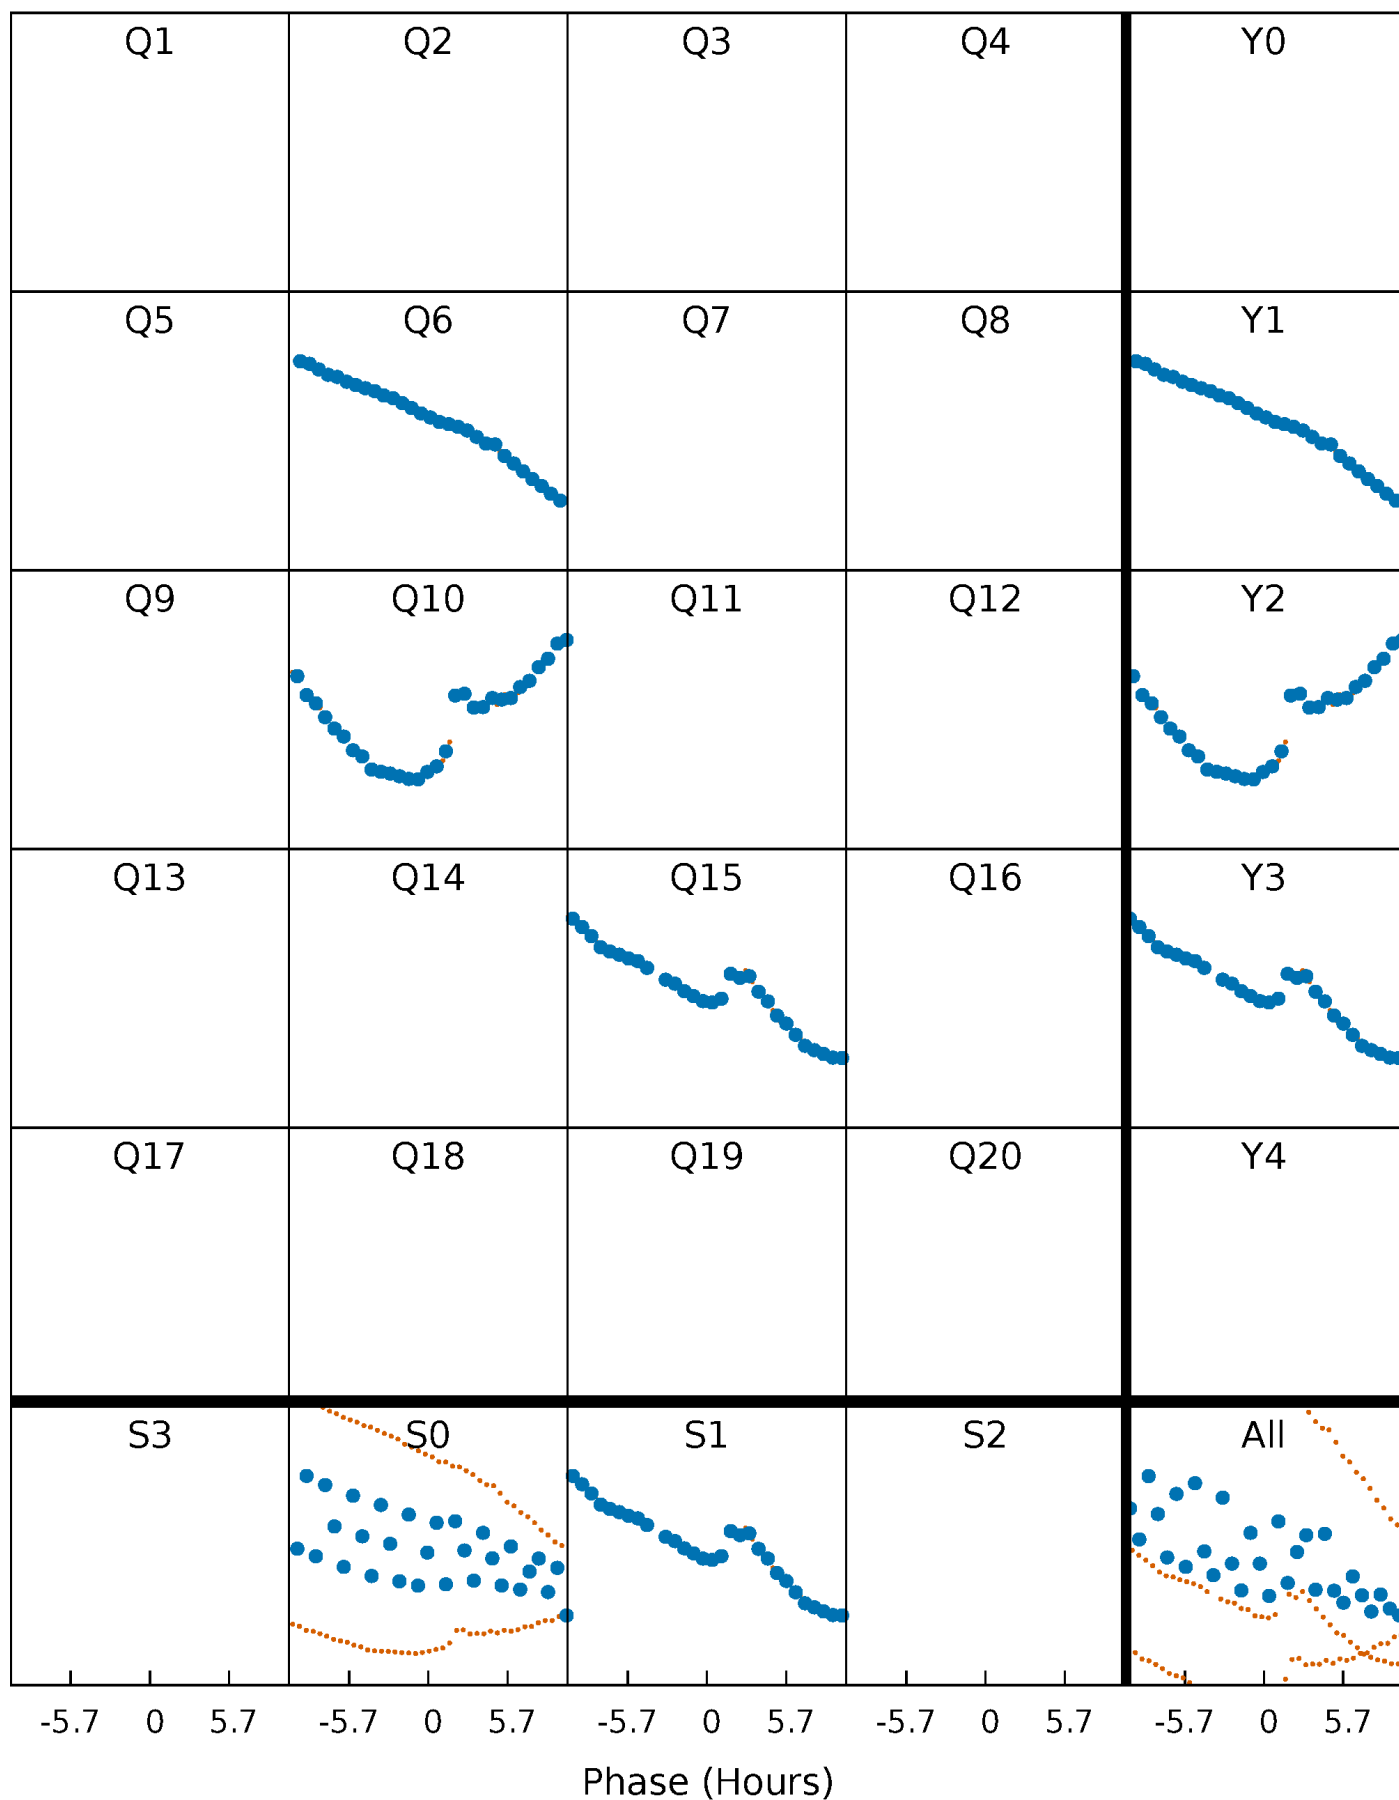 Q1 Q2 Q3 Q4 Y0
Q5 Q6 Q7 Q8 Y1
Q9 Q10 Q11 Q12 Y2
Q13 Q14 Q15 Q16 Y3
Q17 Q18 Q19 Q20 Y4
S3 S0 S1 S2 All
-5.7 0 5.7 -5.7 0 5.7 -5.7 0 5.7 -5.7 0 5.7 -5.7 0 5.7
Phase (Hours)